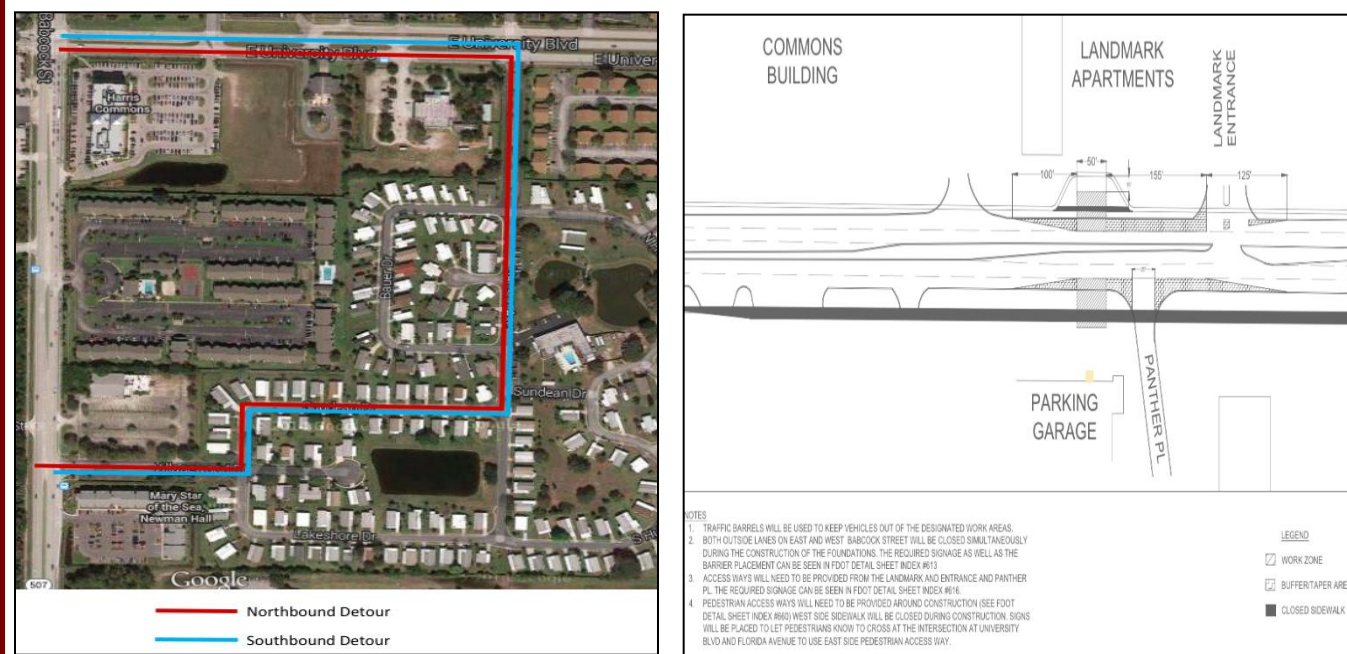 Babcock St
E University Blvd
E University Blvd
E Univer
Harris
Commons
Bauer Dr
Sundean Dr
Mary Star
of the Sea,
Newman Hall
Lakeshore Dr
507
Google
Northbound Detour
Southbound Detour
COMMONS
BUILDING
LANDMARK
APARTMENTS
LANDMARK
ENTRANCE
50'
100'
155'
125'
PARKING
GARAGE
PANTHER PL
NOTES
1. TRAFFIC BARRELS WILL BE USED TO KEEP VEHICLES OUT OF THE DESIGNATED WORK AREAS.
2. BOTH OUTSIDE LANES ON EAST AND WEST BABCOCK STREET WILL BE CLOSED SIMULTANEOUSLY
DURING THE CONSTRUCTION OF THE FOUNDATIONS. THE REQUIRED SIGNAGE AS WELL AS THE
BARRIER PLACEMENT CAN BE SEEN IN FDOT DETAIL SHEET INDEX #613
3. ACCESS WAYS WILL NEED TO BE PROVIDED FROM THE LANDMARK AND ENTRANCE AND PANTHER
PL. THE REQUIRED SIGNAGE CAN BE SEEN IN FDOT DETAIL SHEET INDEX #616.
4. PEDESTRIAN ACCESS WAYS WILL NEED TO BE PROVIDED AROUND CONSTRUCTION (SEE FDOT
DETAIL SHEET INDEX #660) WEST SIDE SIDEWALK WILL BE CLOSED DURING CONSTRUCTION. SIGNS
WILL BE PLACED TO LET PEDESTRIANS KNOW TO CROSS AT THE INTERSECTION AT UNIVERSITY
BLVD AND FLORIDA AVENUE TO USE EAST SIDE PEDESTRIAN ACCESS WAY.
LEGEND
WORK ZONE
BUFFER/TAPER ARE
CLOSED SIDEWALK